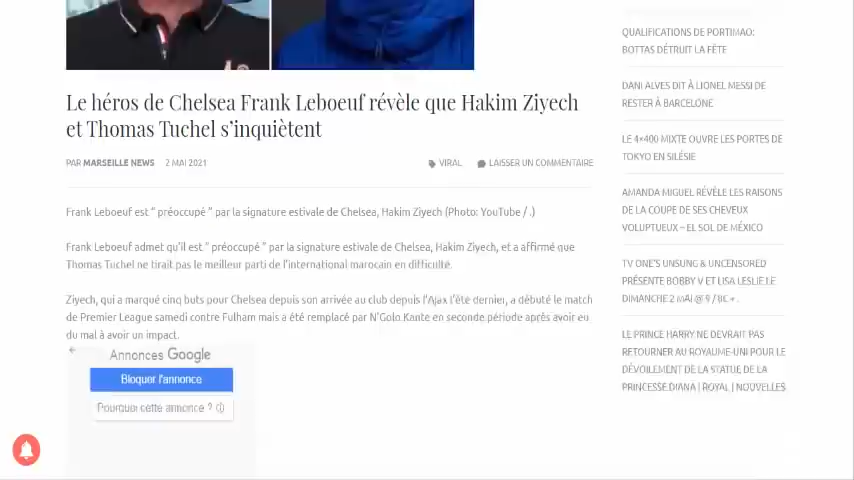 Le héros de Chelsea Frank Leboeuf révèle que Hakim Ziyech
et Thomas Tuchel s'inquiètent
PAR MARSEILLE NEWS 2 MAI 2021
VIRAL LAISSER UN COMMENTAIRE
Frank Leboeuf est " préoccupé " par la signature estivale de Chelsea, Hakim Ziyech (Photo: YouTube / .)
Frank Leboeuf admet qu'il est " préoccupé " par la signature estivale de Chelsea, Hakim Ziyech, et a affirmé que
Thomas Tuchel ne tirait pas le meilleur parti de l'international marocain en difficulté.
Ziyech, qui a marqué cinq buts pour Chelsea depuis son arrivée au club depuis l'Ajax l'été dernier, a débuté le match
de Premier League samedi contre Fulham mais a été remplacé par N'Golo Kante en seconde période après avoir eu
du mal à avoir un impact.
Annonces Google
Bloquer l'annonce
Pourquoi cette annonce ?
QUALIFICATIONS DE PORTIMAO:
BOTTAS DÉTRUIT LA FÊTE
DANI ALVES DIT À LIONEL MESSI DE
RESTER À BARCELONE
LE 4×400 MIXTE OUVRE LES PORTES DE
TOKYO EN SILÉSIE
AMANDA MIGUEL RÉVÈLE LES RAISONS
DE LA COUPE DE SES CHEVEUX
VOLUPTUEUX – EL SOL DE MÉXICO
TV ONE'S UNSUNG & UNCENSORED
PRÉSENTE BOBBY V ET LISA LESLIE LE
DIMANCHE 2 MAI @ 9 / 8C + .
LE PRINCE HARRY NE DEVRAIT PAS
RETOURNER AU ROYAUME-UNI POUR LE
DÉVOILEMENT DE LA STATUE DE LA
PRINCESSE DIANA | ROYAL | NOUVELLES